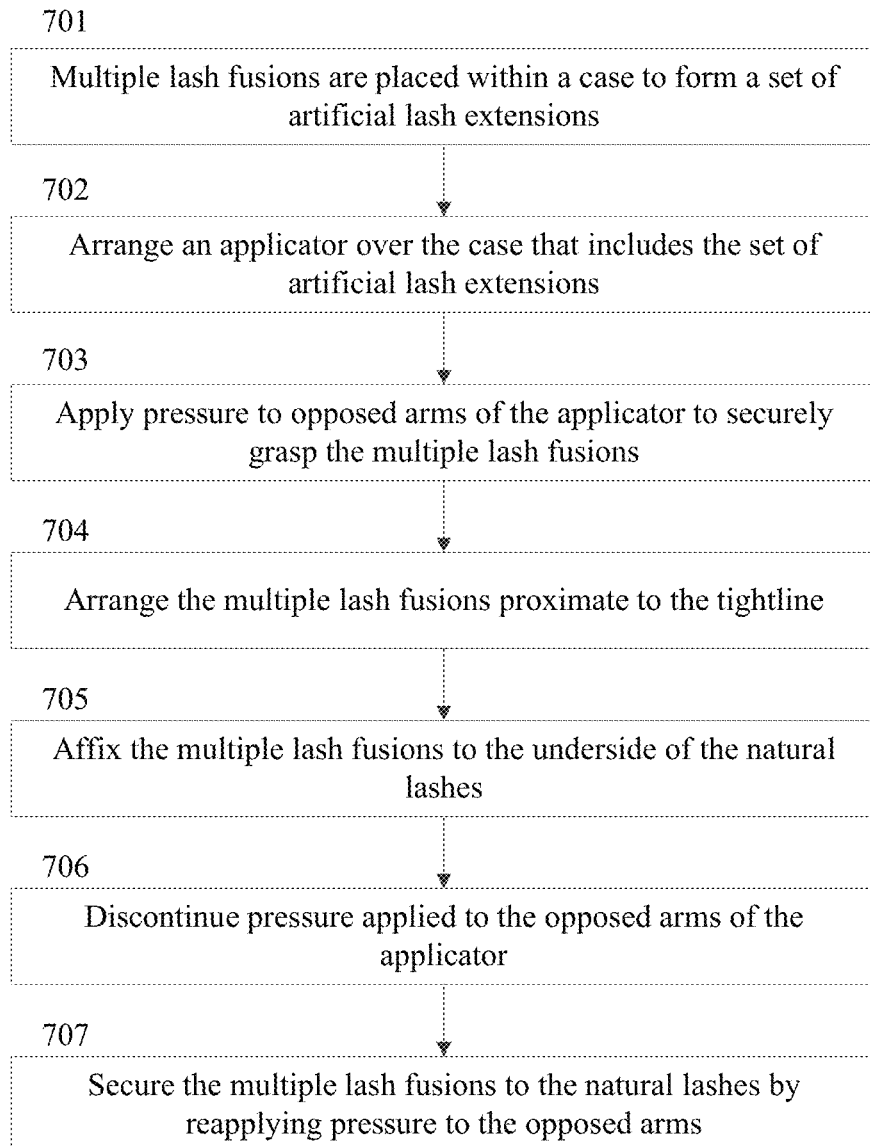 701
Multiple lash fusions are placed within a case to form a set of
artificial lash extensions
702
Arrange an applicator over the case that includes the set of
artificial lash extensions
703
Apply pressure to opposed arms of the applicator to securely
grasp the multiple lash fusions
704
Arrange the multiple lash fusions proximate to the tightline
705
Affix the multiple lash fusions to the underside of the natural
lashes
706
Discontinue pressure applied to the opposed arms of the
applicator
707
Secure the multiple lash fusions to the natural lashes by
reapplying pressure to the opposed arms